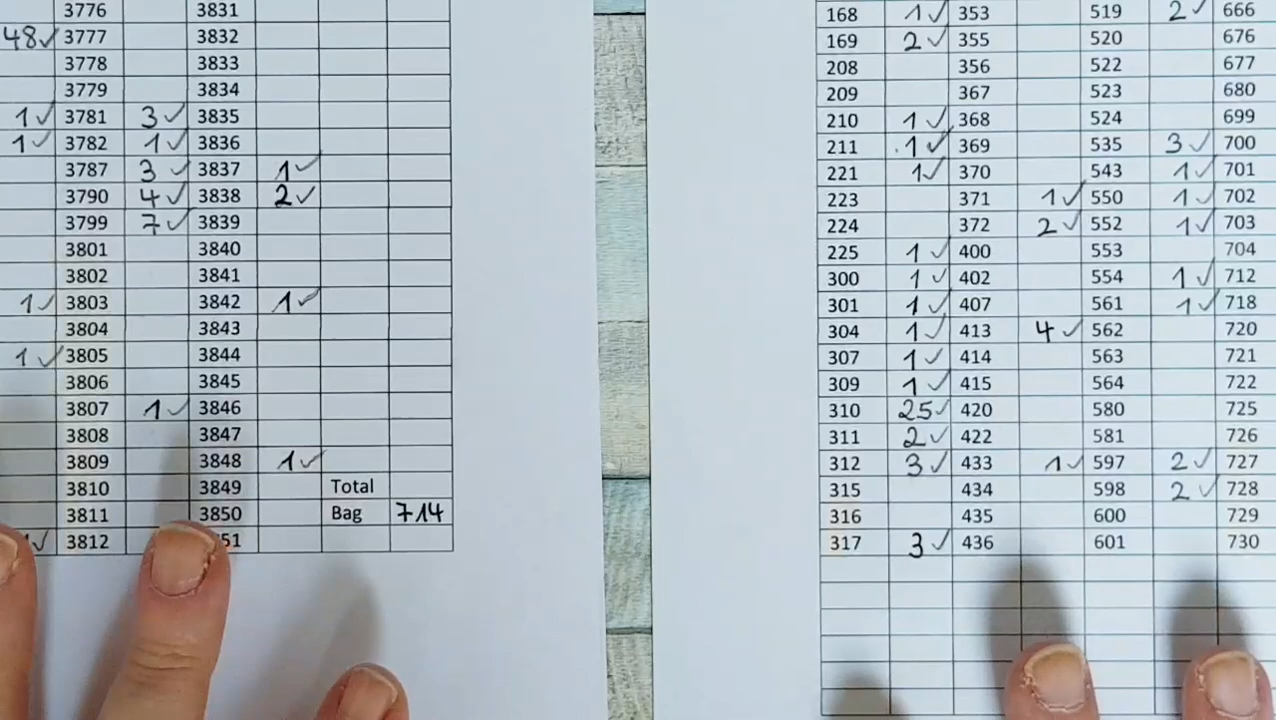 3776 3831
48✓ 3777 3832
3778 3833
3779 3834
1✓ 3781 3✓ 3835
1✓ 3782 1✓ 3836
3787 3✓ 3837 1✓
3790 4✓ 3838 2✓
3799 7✓ 3839
3801 3840
3802 3841
1✓ 3803 3842 1✓
3804 3843
1✓ 3805 3844
3806 3845
3807 1✓ 3846
3808 3847
3809 3848 1✓
3810 3849 Total
3811 3850 Bag 714
✓ 3812 51
168 1✓ 353 519 2✓ 666
169 2✓ 355 520 676
208 356 522 677
209 367 523 680
210 1✓ 368 524 699
211 1✓ 369 535 3✓ 700
221 1✓ 370 543 1✓ 701
223 371 1✓ 550 1✓ 702
224 372 2✓ 552 1✓ 703
225 1✓ 400 553 704
300 1✓ 402 554 1✓ 712
301 1✓ 407 561 1✓ 718
304 1✓ 413 4✓ 562 720
307 1✓ 414 563 721
309 1✓ 415 564 722
310 25✓ 420 580 725
311 2✓ 422 581 726
312 3✓ 433 1✓ 597 2✓ 727
315 434 598 2✓ 728
316 435 600 729
317 3✓ 436 601 730